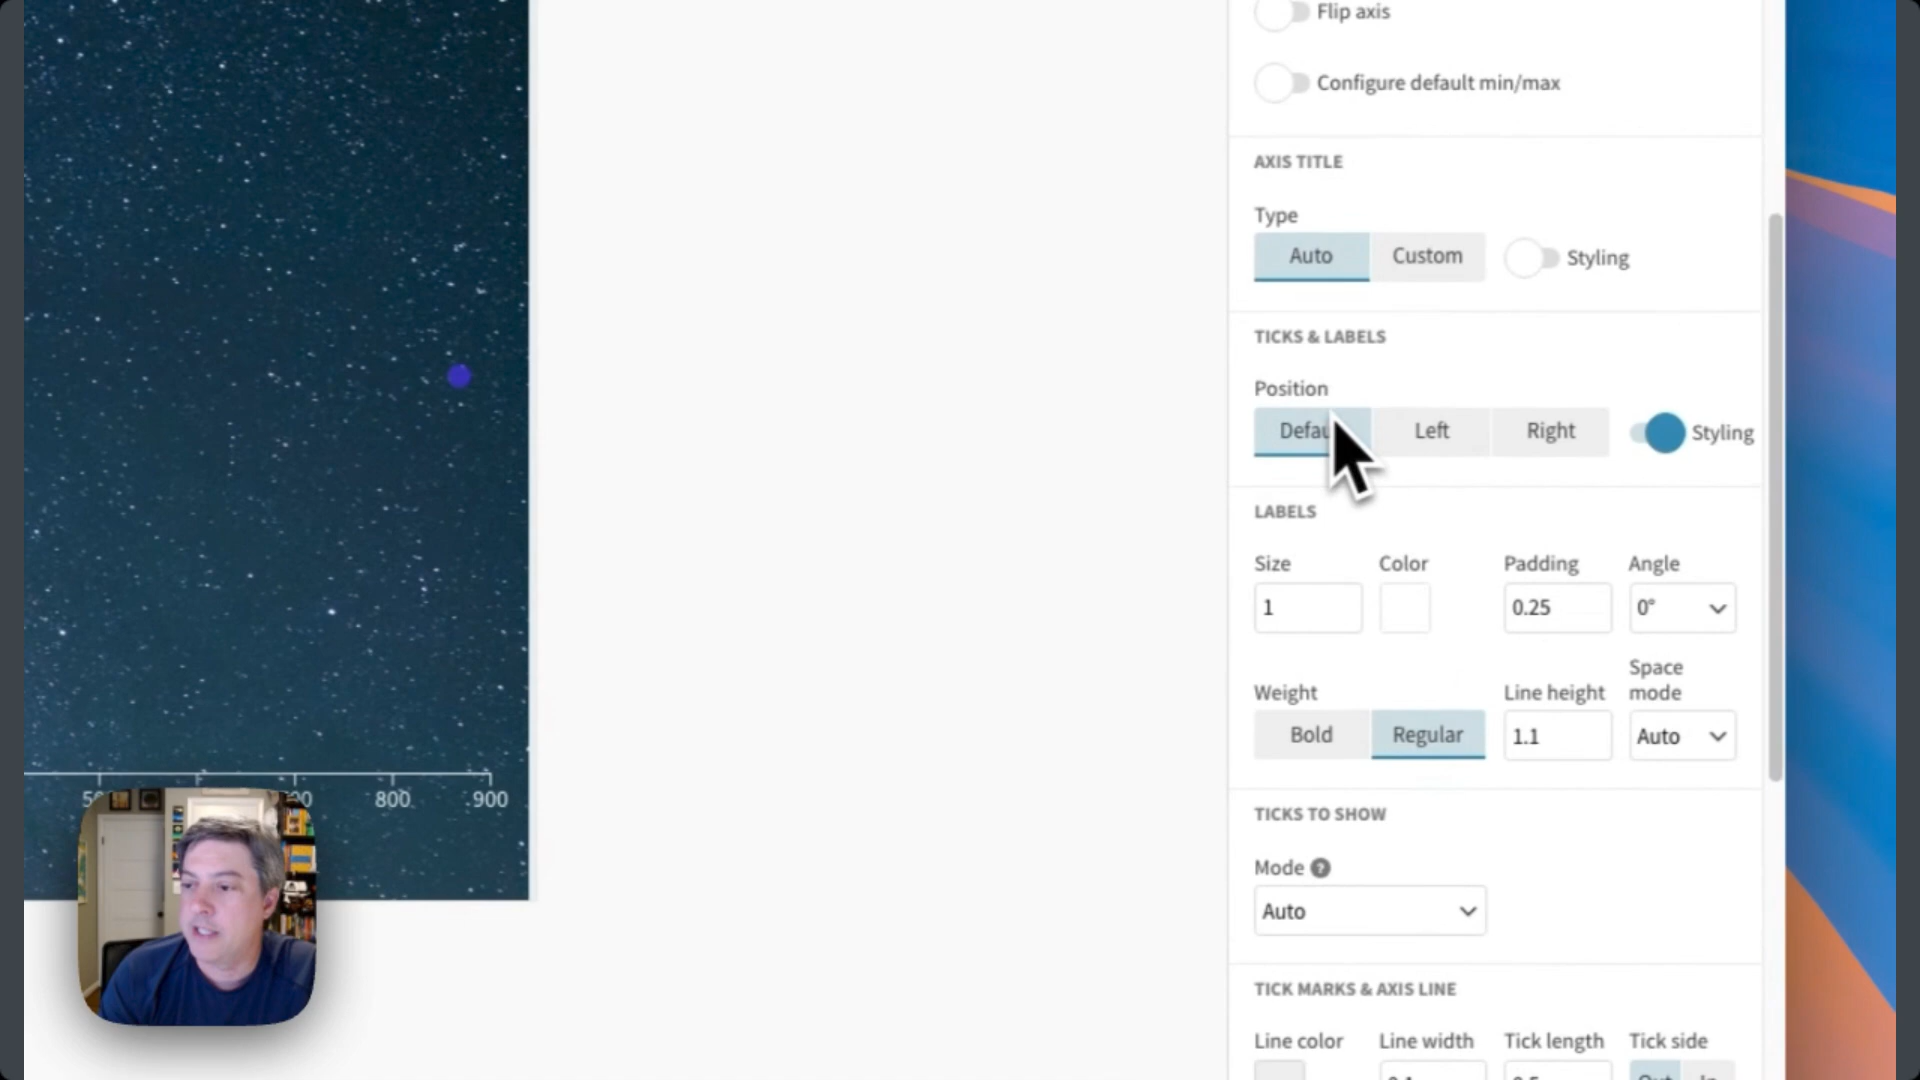 Flip axis
Configure default min/max
AXIS TITLE
Type
Auto Custom Styling
TICKS & LABELS
Position
Left Right Styling
LABELS
Size Color Padding Angle
1 0.25 0°
Weight Line height Space mode
Bold Regular 1.1 Auto
TICKS TO SHOW
Mode ?
Auto
TICK MARKS & AXIS LINE
Line color Line width Tick length Tick side
800 900